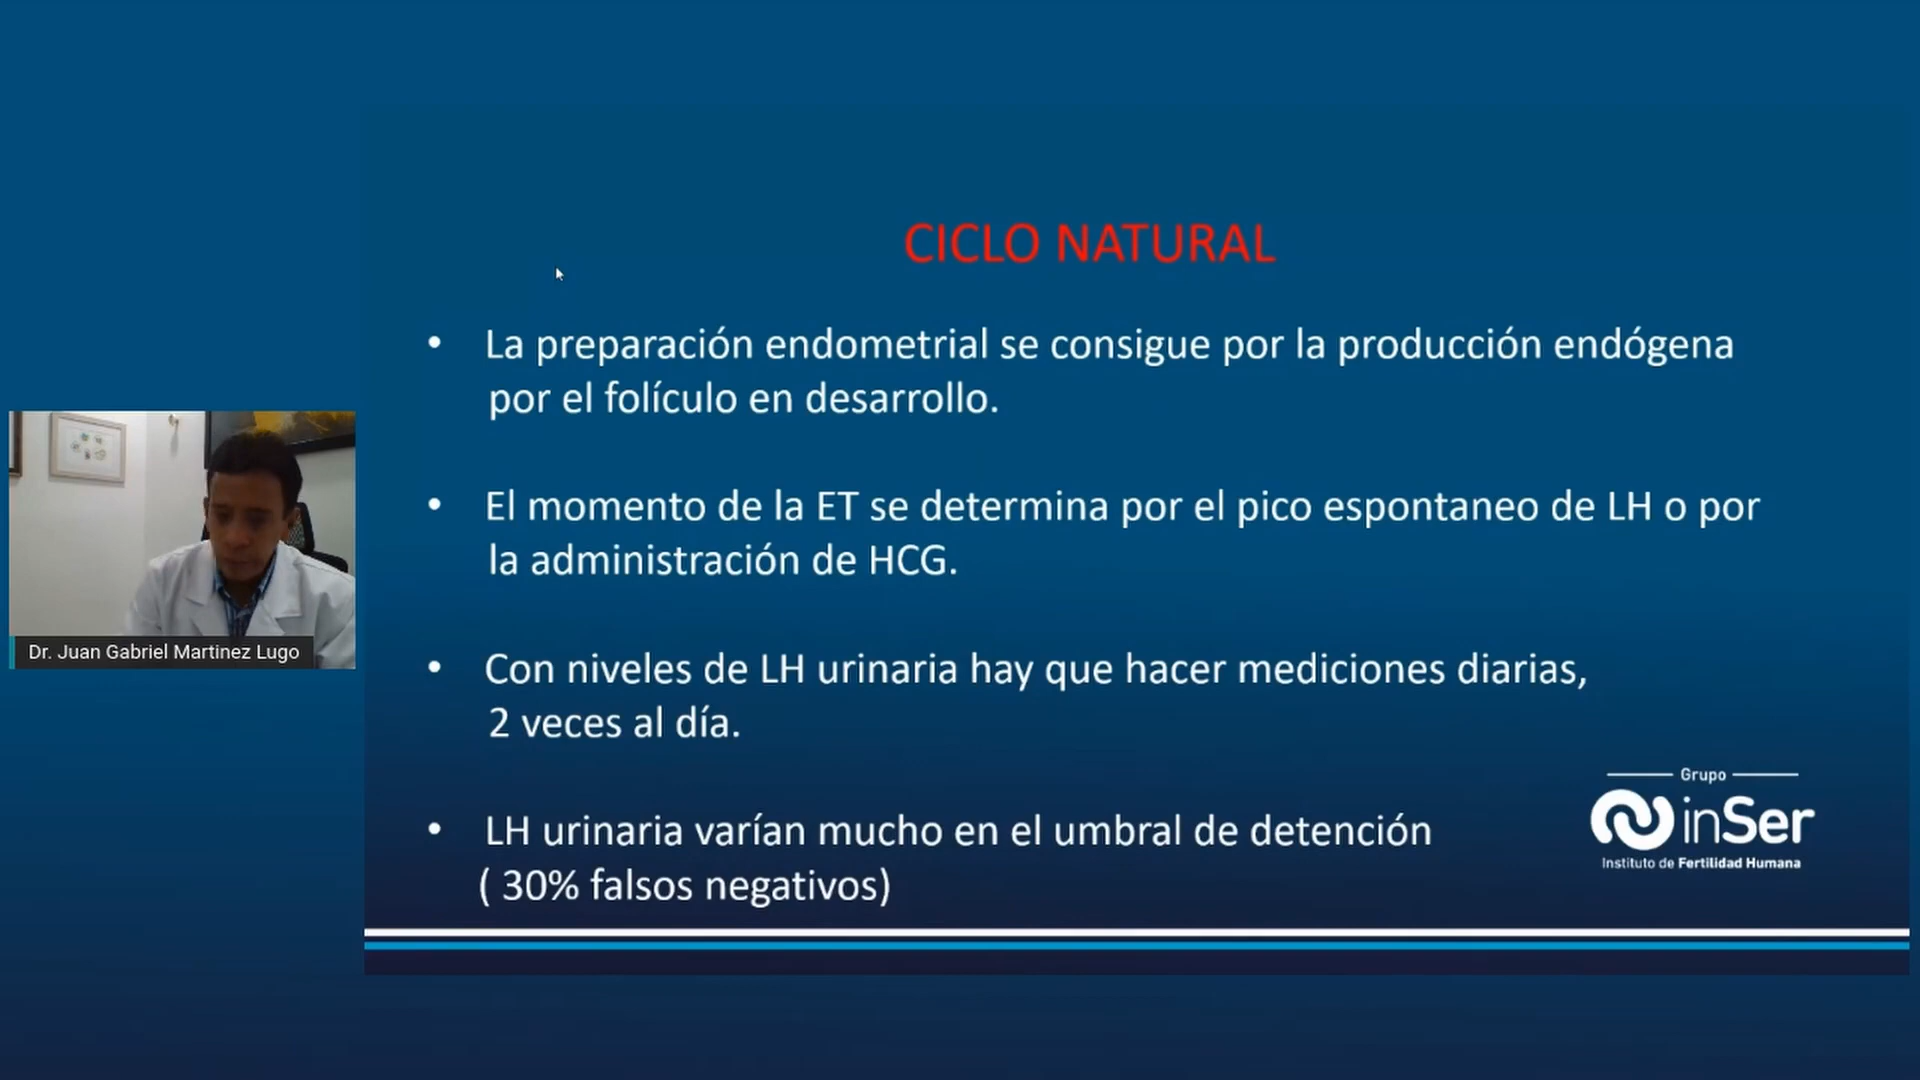 CICLO NATURAL
• La preparación endometrial se consigue por la producción endógena
por el folículo en desarrollo.
• El momento de la ET se determina por el pico espontaneo de LH o por
la administración de HCG.
• Con niveles de LH urinaria hay que hacer mediciones diarias,
2 veces al día.
• LH urinaria varían mucho en el umbral de detención
( 30% falsos negativos)
Dr. Juan Gabriel Martinez Lugo
Grupo
inSer
Instituto de Fertilidad Humana